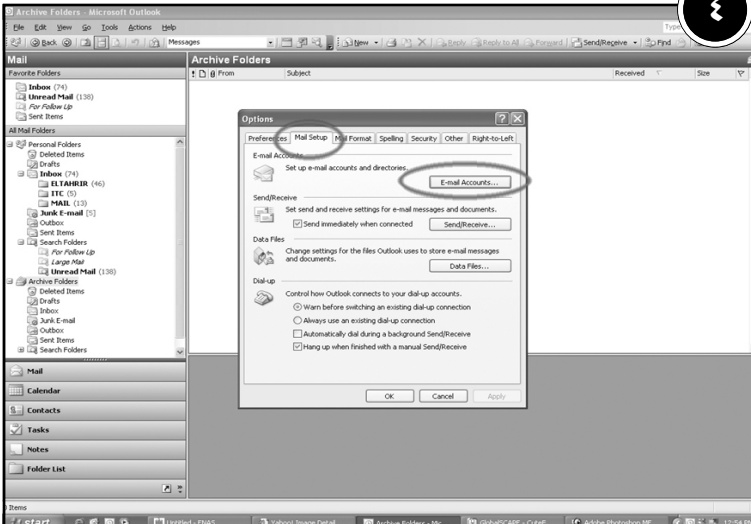 ٤
Archive Folders - Microsoft Outlook
File Edit View Go Tools Actions Help
Back Go Messages New Reply Reply to All Forward Send/Receive Find
Mail
Archive Folders
Favorite Folders
From Subject Received Size
Inbox (74)
Unread Mail (138)
For Follow Up
Sent Items
All Mail Folders
Personal Folders
Deleted Items
Drafts
Inbox (74)
ELTAHRIR (46)
ITC (5)
MAIL (13)
Junk E-mail [5]
Outbox
Sent Items
Search Folders
For Follow Up
Large Mail
Unread Mail (138)
Archive Folders
Deleted Items
Drafts
Inbox
Junk E-mail
Outbox
Sent Items
Search Folders
Options
Preferences Mail Setup Mail Format Spelling Security Other Right-to-Left
E-mail Accounts
Set up e-mail accounts and directories.
E-mail Accounts...
Send/Receive
Set send and receive settings for e-mail messages and documents.
Send immediately when connected Send/Receive...
Data Files
Change settings for the files Outlook uses to store e-mail messages
and documents.
Data Files...
Dial-up
Control how Outlook connects to your dial-up accounts.
Warn before switching an existing dial-up connection
Always use an existing dial-up connection
Automatically dial during a background Send/Receive
Hang up when finished with a manual Send/Receive
OK Cancel Apply
Mail
Calendar
Contacts
Tasks
Notes
Folder List
Items
start Untitled - ENAS Yahoo! Image Detail Archive Folders - Mic GlobalSCAPE - CuteF Adobe Photoshop ME 12:54 PM